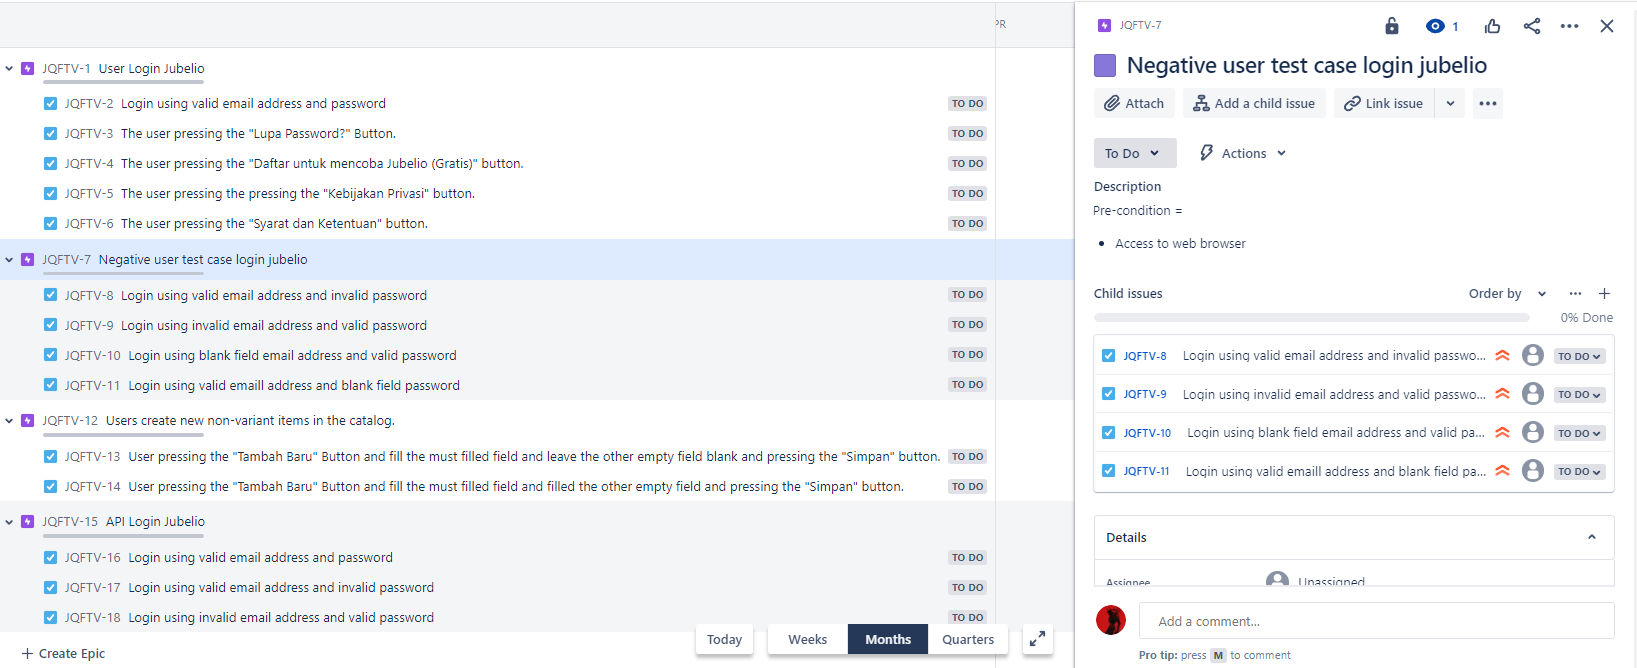 PR
JQFTV-1 User Login Jubelio
JQFTV-2 Login using valid email address and password TO DO
JQFTV-3 The user pressing the "Lupa Password?" Button. TO DO
JQFTV-4 The user pressing the "Daftar untuk mencoba Jubelio (Gratis)" button. TO DO
JQFTV-5 The user pressing the pressing the "Kebijakan Privasi" button. TO DO
JQFTV-6 The user pressing the "Syarat dan Ketentuan" button. TO DO
JQFTV-7 Negative user test case login jubelio
JQFTV-8 Login using valid email address and invalid password TO DO
JQFTV-9 Login using invalid email address and valid password TO DO
JQFTV-10 Login using blank field email address and valid password TO DO
JQFTV-11 Login using valid emaill address and blank field password TO DO
JQFTV-12 Users create new non-variant items in the catalog.
JQFTV-13 User pressing the "Tambah Baru" Button and fill the must filled field and leave the other empty field blank and pressing the "Simpan" button. TO DO
JQFTV-14 User pressing the "Tambah Baru" Button and fill the must filled field and filled the other empty field and pressing the "Simpan" button. TO DO
JQFTV-15 API Login Jubelio
JQFTV-16 Login using valid email address and password TO DO
JQFTV-17 Login using valid email address and invalid password TO DO
JQFTV-18 Login using invalid email address and valid password TO DO
+ Create Epic
Today Weeks Months Quarters
JQFTV-7 1
Negative user test case login jubelio
Attach Add a child issue Link issue
To Do Actions
Description
Pre-condition =
• Access to web browser
Child issues Order by
0% Done
JQFTV-8 Login using valid email address and invalid passwo... TO DO
JQFTV-9 Login using invalid email address and valid passwo... TO DO
JQFTV-10 Login using blank field email address and valid pa... TO DO
JQFTV-11 Login using valid emaill address and blank field pa... TO DO
Details
Assignee Unassigned
Add a comment...
Pro tip: press M to comment